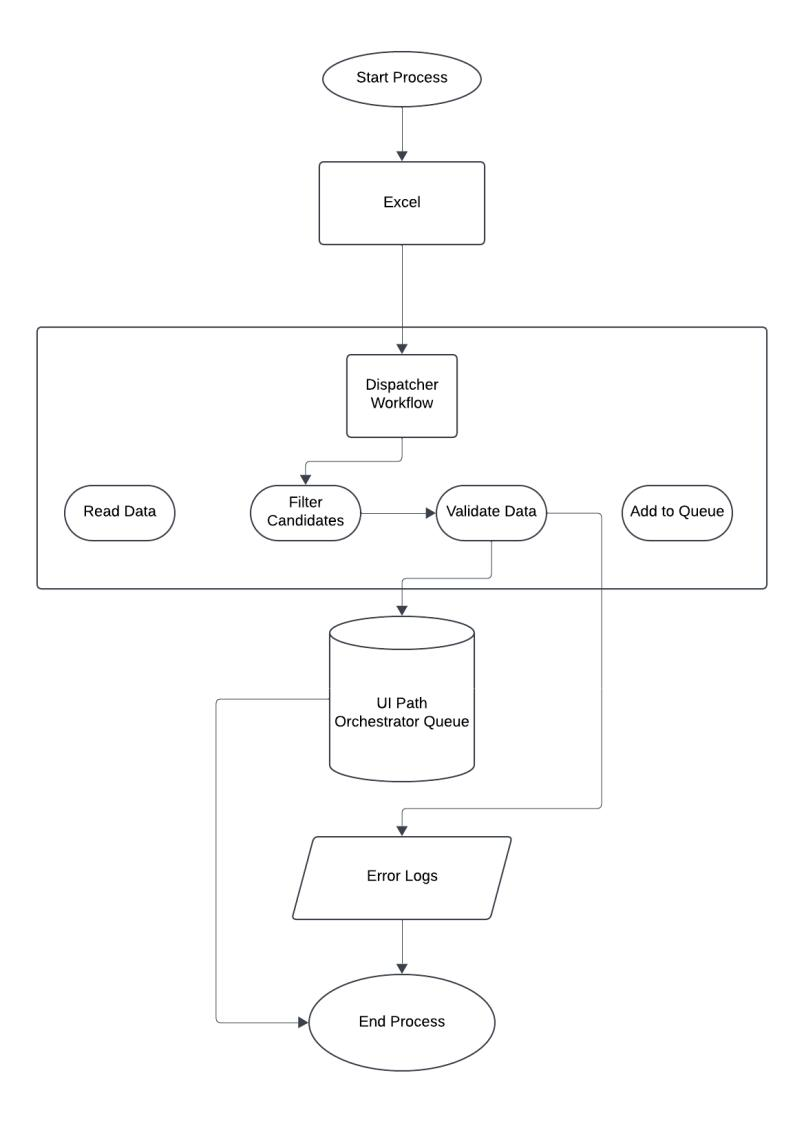 Start Process
Excel
Dispatcher
Workflow
Read Data
Filter
Candidates
Validate Data
Add to Queue
UI Path
Orchestrator Queue
Error Logs
End Process